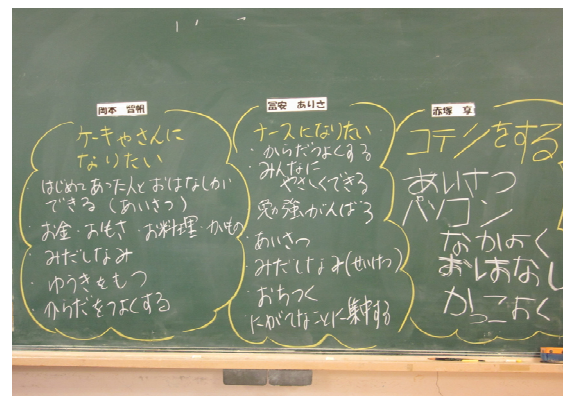 岡本 智帆
ケーキやさんに
なりたい
はじめてあった人とおはなしが
できる(あいさつ)
お金・おもさ・お料理・かもの
みだしなみ
ゆうきをもつ
からだをつよくする
冨安 ありさ
ナースになりたい
・からだつよくする
・みんなに
やさしくできる
勉強がんばる
・あいさつ
・みだしなみ(せいけつ)
・おちつく
にがてなことに集中する
赤塚 享
コテンをする
あいさつ
パソコン
なかよく
おはなし
かっこよく